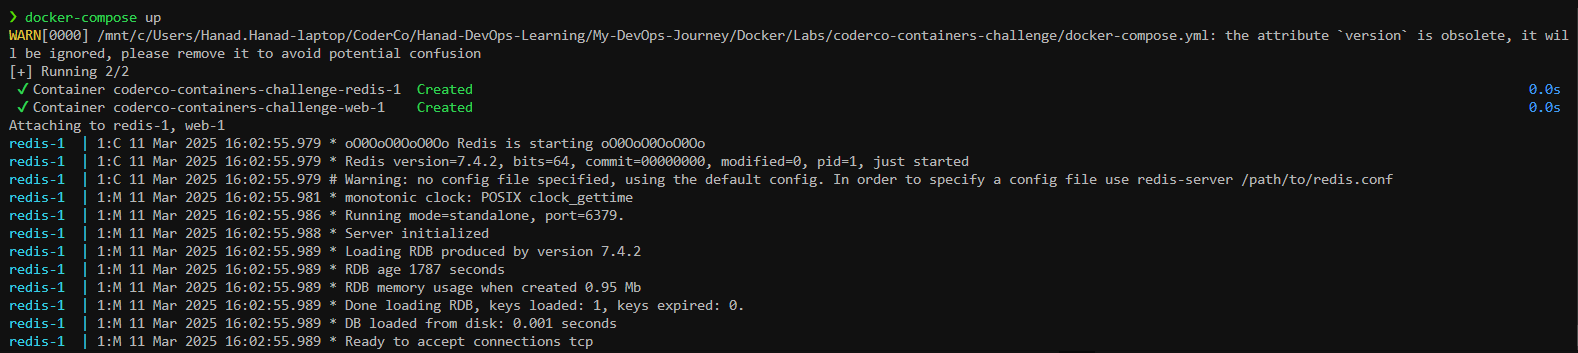 ❯ docker-compose up
WARN[0000] /mnt/c/Users/Hanad.Hanad-laptop/CoderCo/Hanad-DevOps-Learning/My-DevOps-Journey/Docker/Labs/coderco-containers-challenge/docker-compose.yml: the attribute `version` is obsolete, it wil
l be ignored, please remove it to avoid potential confusion
[+] Running 2/2
 ✔ Container coderco-containers-challenge-redis-1  Created 0.0s
 ✔ Container coderco-containers-challenge-web-1    Created 0.0s
Attaching to redis-1, web-1
redis-1  | 1:C 11 Mar 2025 16:02:55.979 * oO0OoO0OoO0Oo Redis is starting oO0OoO0OoO0Oo
redis-1  | 1:C 11 Mar 2025 16:02:55.979 * Redis version=7.4.2, bits=64, commit=00000000, modified=0, pid=1, just started
redis-1  | 1:C 11 Mar 2025 16:02:55.979 # Warning: no config file specified, using the default config. In order to specify a config file use redis-server /path/to/redis.conf
redis-1  | 1:M 11 Mar 2025 16:02:55.981 * monotonic clock: POSIX clock_gettime
redis-1  | 1:M 11 Mar 2025 16:02:55.986 * Running mode=standalone, port=6379.
redis-1  | 1:M 11 Mar 2025 16:02:55.988 * Server initialized
redis-1  | 1:M 11 Mar 2025 16:02:55.989 * Loading RDB produced by version 7.4.2
redis-1  | 1:M 11 Mar 2025 16:02:55.989 * RDB age 1787 seconds
redis-1  | 1:M 11 Mar 2025 16:02:55.989 * RDB memory usage when created 0.95 Mb
redis-1  | 1:M 11 Mar 2025 16:02:55.989 * Done loading RDB, keys loaded: 1, keys expired: 0.
redis-1  | 1:M 11 Mar 2025 16:02:55.989 * DB loaded from disk: 0.001 seconds
redis-1  | 1:M 11 Mar 2025 16:02:55.989 * Ready to accept connections tcp